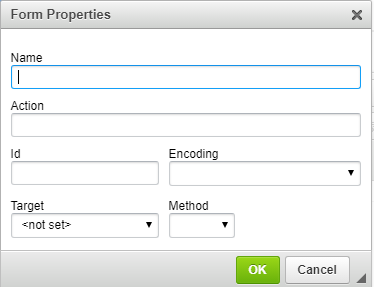 Form Properties
Name
Action
Id Encoding
Target Method
<not set>
OK Cancel